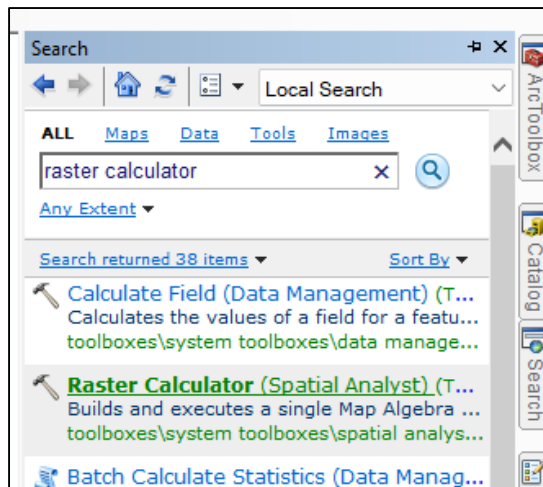 Search
Local Search
ALL Maps Data Tools Images
raster calculator
Any Extent
Search returned 38 items Sort By
Calculate Field (Data Management) (T...
Calculates the values of a field for a featu...
toolboxes\system toolboxes\data manage...
Raster Calculator (Spatial Analyst) (T...
Builds and executes a single Map Algebra ...
toolboxes\system toolboxes\spatial analys...
Batch Calculate Statistics (Data Manag...
ArcToolbox
Catalog
Search